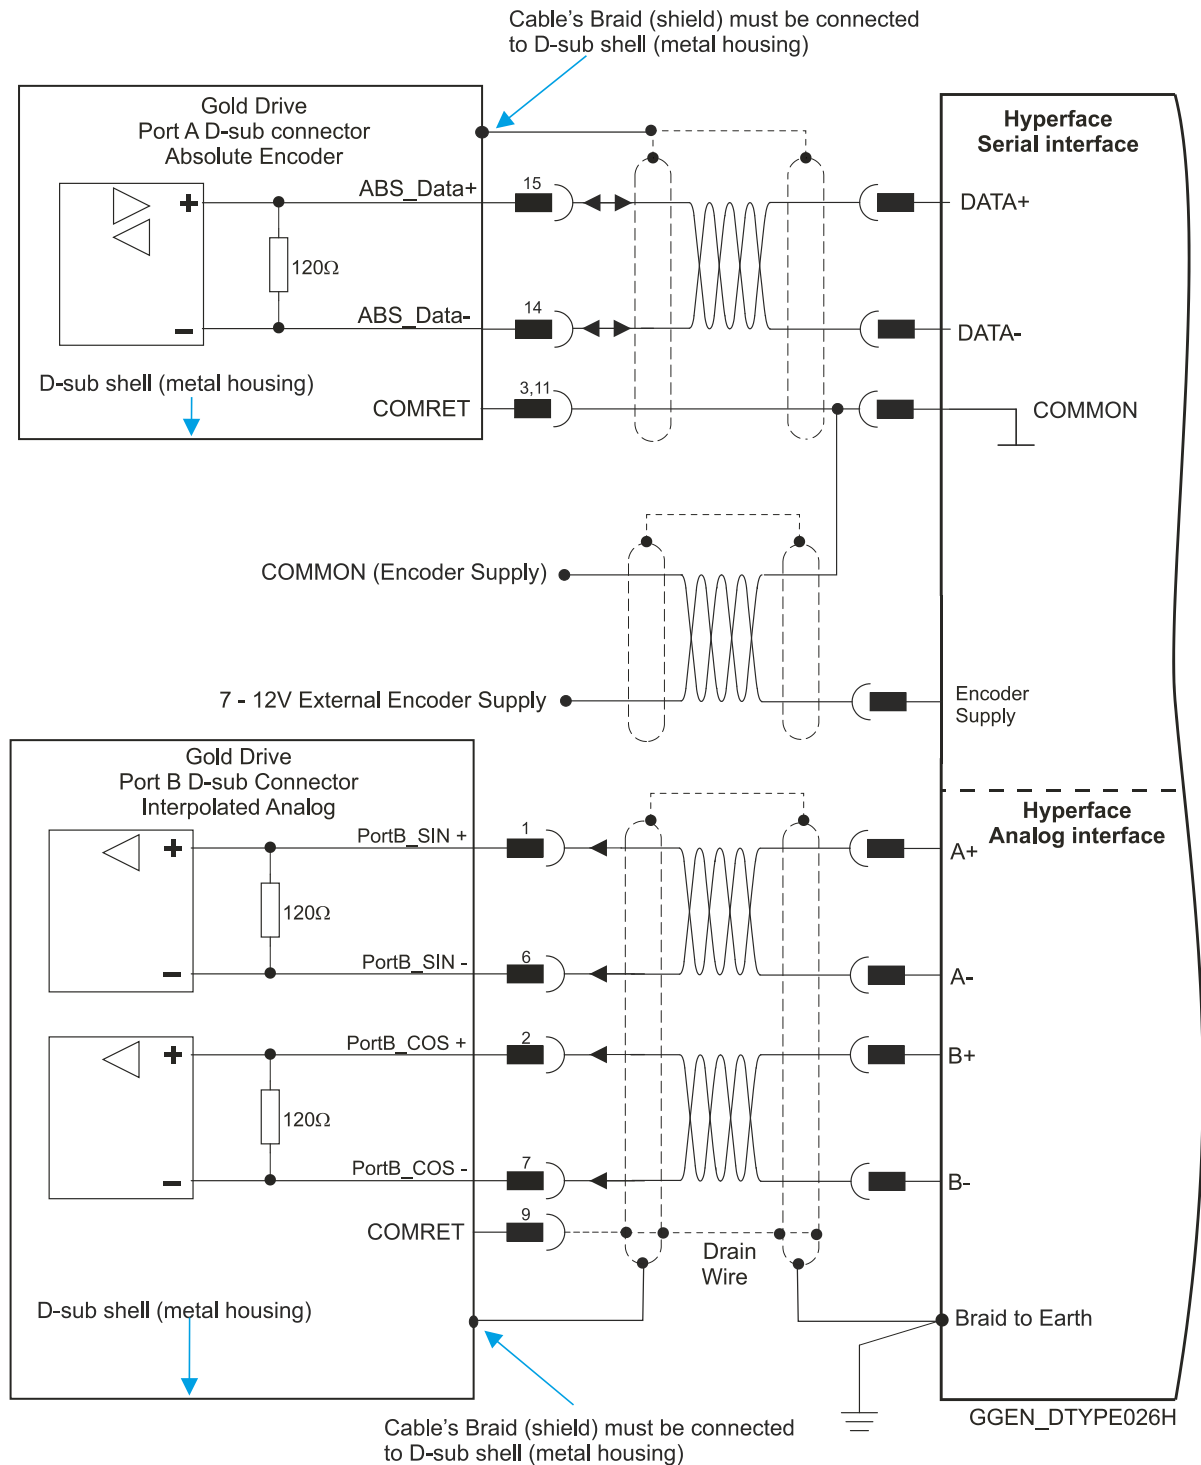 Cable's Braid (shield) must be connected
to D-sub shell (metal housing)
Gold Drive
Port A D-sub connector
Absolute Encoder
Hyperface
Serial interface
ABS_Data+
15
DATA+
+
120Ω
ABS_Data-
14
DATA-
-
D-sub shell (metal housing)
COMRET
3,11
COMMON
COMMON (Encoder Supply)
7 - 12V External Encoder Supply
Encoder
Supply
Gold Drive
Port B D-sub Connector
Interpolated Analog
Hyperface
Analog interface
PortB_SIN +
1
A+
+
120Ω
PortB_SIN -
6
A-
-
PortB_COS +
2
B+
+
120Ω
PortB_COS -
7
B-
-
COMRET
9
Drain
Wire
D-sub shell (metal housing)
Braid to Earth
Cable's Braid (shield) must be connected
to D-sub shell (metal housing)
GGEN_DTYPE026H